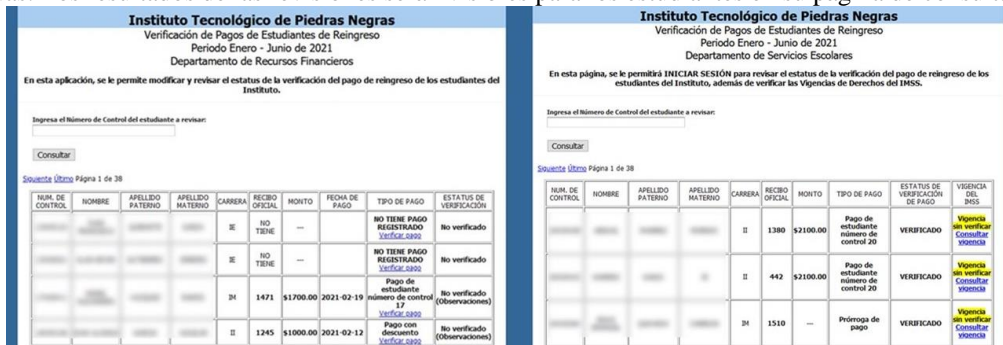 Instituto Tecnológico de Piedras Negras
Verificación de Pagos de Estudiantes de Reingreso
Periodo Enero - Junio de 2021
Departamento de Recursos Financieros
En esta aplicación, se le permite modificar y revisar el estatus de la verificación del pago de reingreso de los estudiantes del
Instituto.
Ingresa el Número de Control del estudiante a revisar:
Consultar
Siguiente Último Página 1 de 38
NUM. DE CONTROL NOMBRE APELLIDO PATERNO APELLIDO MATERNO CARRERA RECIBO OFICIAL MONTO FECHA DE PAGO TIPO DE PAGO ESTATUS DE VERIFICACIÓN
IE NO TIENE --- NO TIENE PAGO REGISTRADO Verificar pago No verificado
IE NO TIENE --- NO TIENE PAGO REGISTRADO Verificar pago No verificado
IM 1471 $1700.00 2021-02-19 Pago de estudiante número de control 17 Verificar pago No verificado (Observaciones)
II 1245 $1000.00 2021-02-12 Pago con descuento Verificar pago No verificado (Observaciones)
Instituto Tecnológico de Piedras Negras
Verificación de Pagos de Estudiantes de Reingreso
Periodo Enero - Junio de 2021
Departamento de Servicios Escolares
En esta página, se le permitirá INICIAR SESIÓN para revisar el estatus de la verificación del pago de reingreso de los
estudiantes del Instituto, además de verificar las Vigencias de Derechos del IMSS.
Ingresa el Número de Control del estudiante a revisar:
Consultar
Siguiente Último Página 1 de 38
NUM. DE CONTROL NOMBRE APELLIDO PATERNO APELLIDO MATERNO CARRERA RECIBO OFICIAL MONTO TIPO DE PAGO ESTATUS DE VERIFICACIÓN DE PAGO VIGENCIA DEL IMSS
II 1380 $2100.00 Pago de estudiante número de control 20 VERIFICADO Vigencia sin verificar Consultar vigencia
II 442 $2100.00 Pago de estudiante número de control 20 VERIFICADO Vigencia sin verificar Consultar vigencia
IM 1510 --- Prórroga de pago VERIFICADO Vigencia sin verificar Consultar vigencia